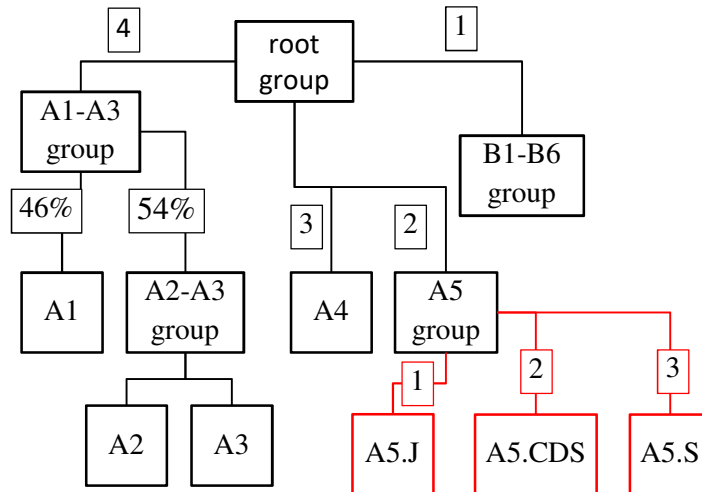 4
root
group
1
A1-A3
group
B1-B6
group
46%
54%
3
2
A1
A2-A3
group
A4
A5
group
1
2
3
A2
A3
A5.J
A5.CDS
A5.S